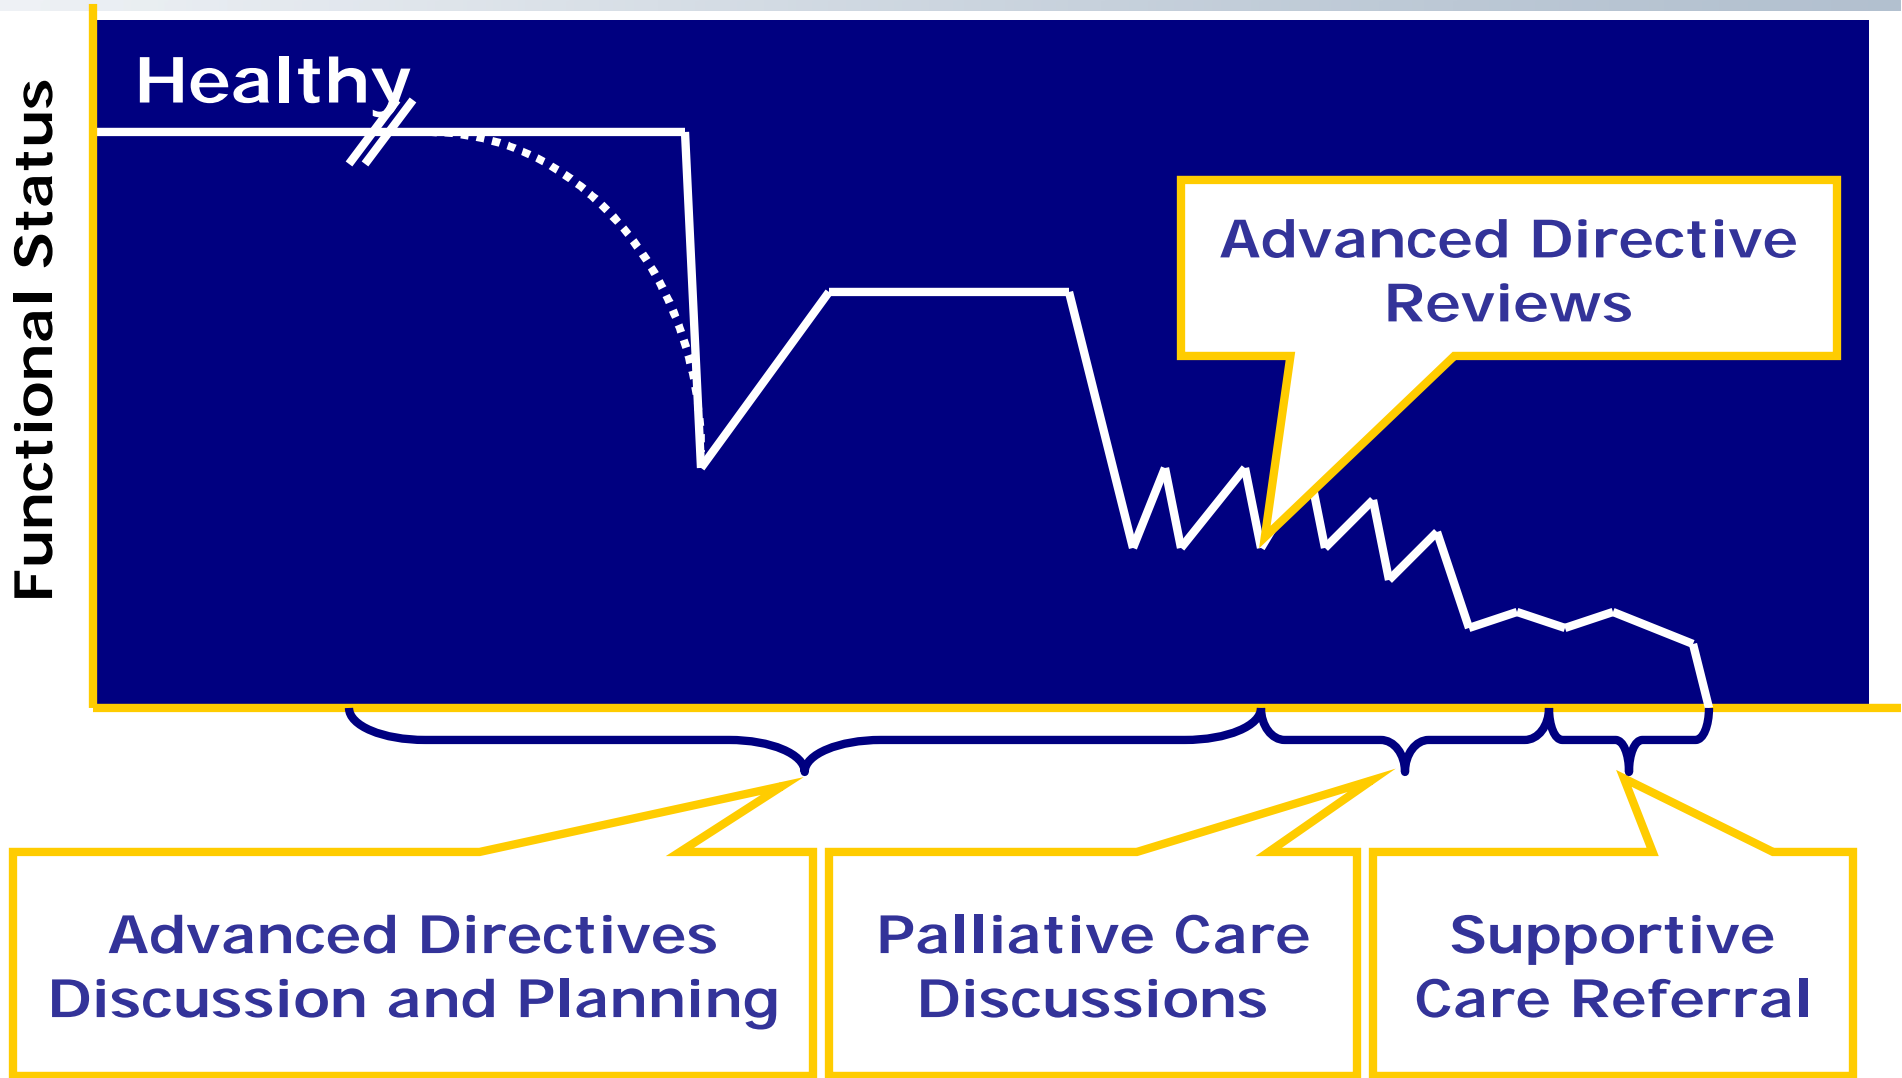 Functional Status
Healthy
Advanced Directive
Reviews
Advanced Directives
Discussion and Planning
Palliative Care
Discussions
Supportive
Care Referral